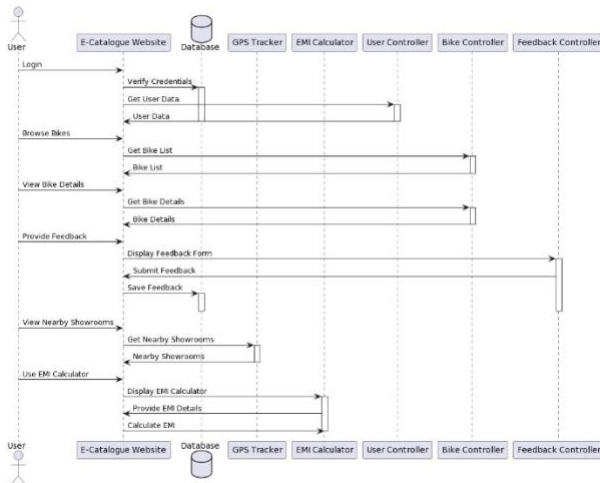 User
E-Catalogue Website
Database
GPS Tracker
EMI Calculator
User Controller
Bike Controller
Feedback Controller
Login
Verify Credentials
Get User Data
User Data
Browse Bikes
Get Bike List
Bike List
View Bike Details
Get Bike Details
Bike Details
Provide Feedback
Display Feedback Form
Submit Feedback
Save Feedback
View Nearby Showrooms
Get Nearby Showrooms
Nearby Showrooms
Use EMI Calculator
Display EMI Calculator
Provide EMI Details
Calculate EMI
User
E-Catalogue Website
Database
GPS Tracker
EMI Calculator
User Controller
Bike Controller
Feedback Controller